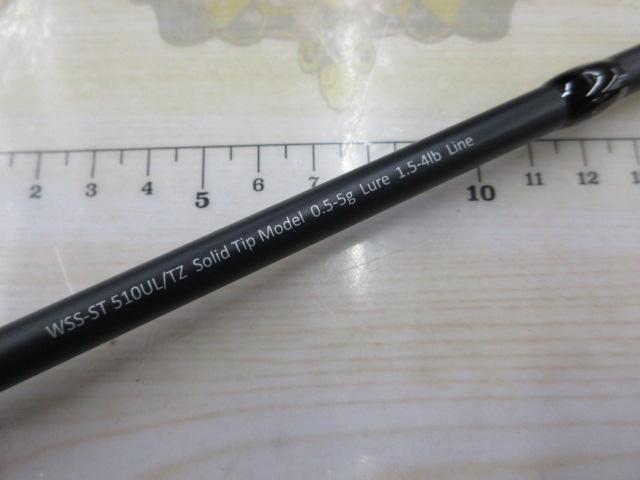 2 3 4 5 6 7 10 11 12
WSS-ST 510UL/TZ Solid Tip Model 0.5-5g Lure 1.5-4lb Line